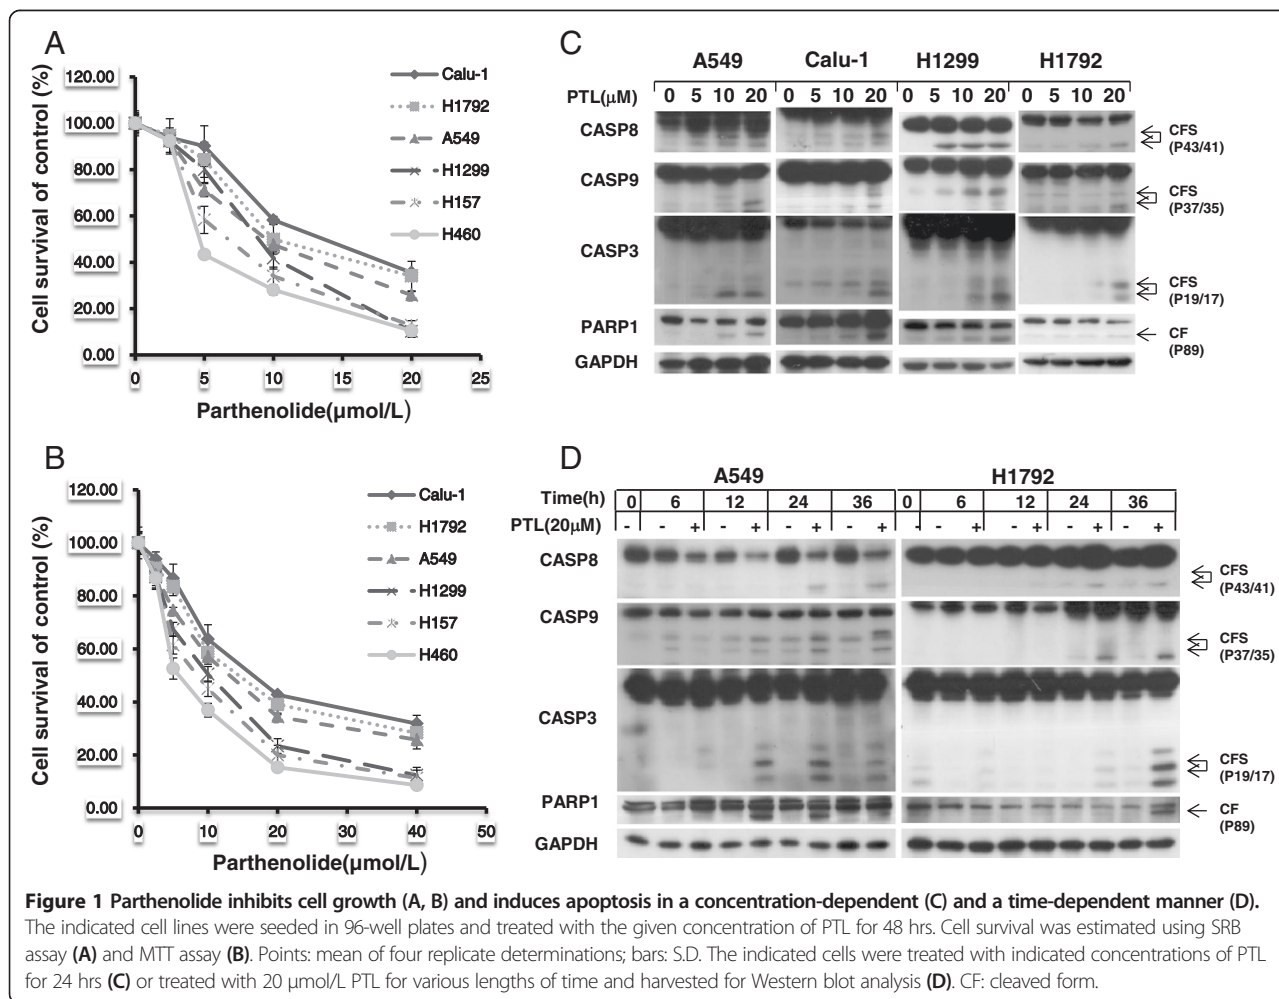 A
Cell survival of control (%)
120.00
100.00
80.00
60.00
40.00
20.00
0.00
0 5 10 15 20 25
Parthenolide(µmol/L)
Calu-1
H1792
A549
H1299
H157
H460
B
Cell survival of control (%)
120.00
100.00
80.00
60.00
40.00
20.00
0.00
0 10 20 30 40 50
Parthenolide(µmol/L)
Calu-1
H1792
A549
H1299
H157
H460
C
A549 Calu-1 H1299 H1792
PTL(µM) 0 5 10 20 0 5 10 20 0 5 10 20 0 5 10 20
CASP8 CFS
(P43/41)
CASP9 CFS
(P37/35)
CASP3 CFS
(P19/17)
PARP1 CF
(P89)
GAPDH
D
A549 H1792
Time(h) 0 6 12 24 36 0 6 12 24 36
PTL(20µM) - - + - + - + - + - - + - + - + - +
CASP8 CFS
(P43/41)
CASP9 CFS
(P37/35)
CASP3 CFS
(P19/17)
PARP1 CF
(P89)
GAPDH
Figure 1 Parthenolide inhibits cell growth (A, B) and induces apoptosis in a concentration-dependent (C) and a time-dependent manner (D).
The indicated cell lines were seeded in 96-well plates and treated with the given concentration of PTL for 48 hrs. Cell survival was estimated using SRB
assay (A) and MTT assay (B). Points: mean of four replicate determinations; bars: S.D. The indicated cells were treated with indicated concentrations of PTL
for 24 hrs (C) or treated with 20 µmol/L PTL for various lengths of time and harvested for Western blot analysis (D). CF: cleaved form.